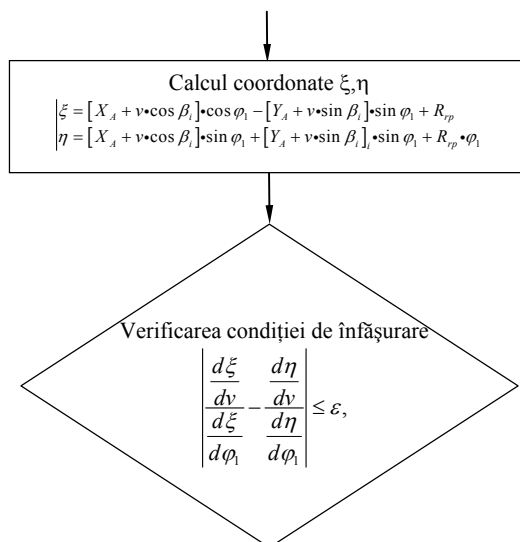 Calcul coordonate ξ,η
|ξ = [X_A + v•cos β_i]•cos φ_1 − [Y_A + v•sin β_i]•sin φ_1 + R_rp
|η = [X_A + v•cos β_i]•sin φ_1 + [Y_A + v•sin β_i]_i•sin φ_1 + R_rp•φ_1
Verificarea condiției de înfășurare
| (dξ/dv)/(dξ/dφ_1) − (dη/dv)/(dη/dφ_1) | ≤ ε,